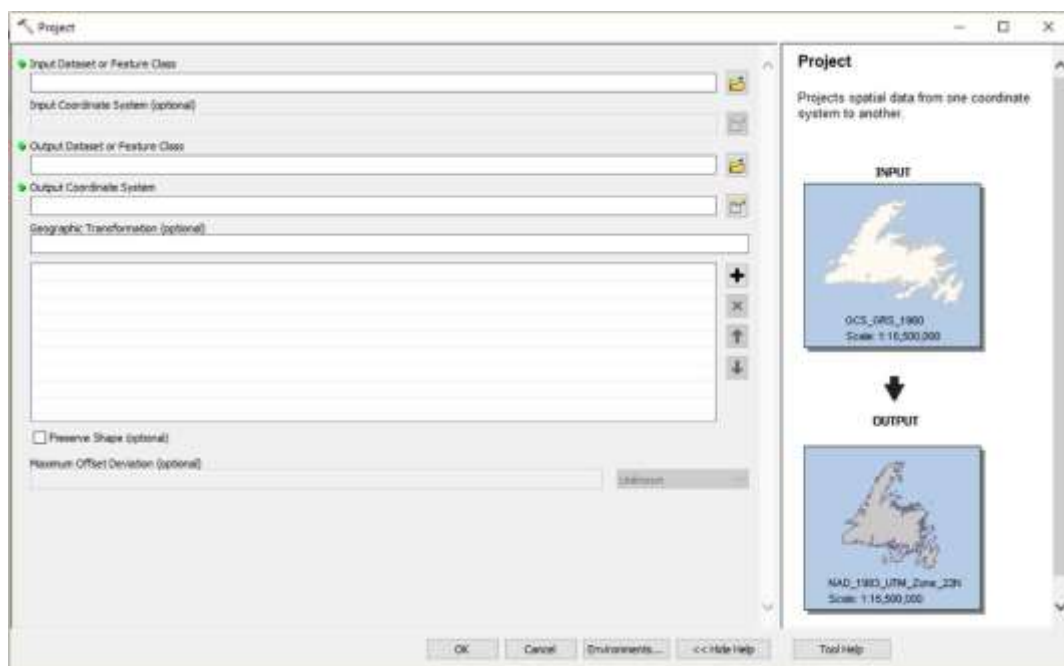 Project
Input Dataset or Feature Class
Input Coordinate System (optional)
Output Dataset or Feature Class
Output Coordinate System
Geographic Transformation (optional)
Preserve Shape (optional)
Maximum Offset Deviation (optional)
Unknown
OK
Cancel
Environments...
<< Hide Help
Project
Projects spatial data from one coordinate
system to another.
INPUT
GCS_GRS_1980
Scale: 1:16,500,000
OUTPUT
NAD_1983_UTM_Zone_22N
Scale: 1:16,500,000
Tool Help